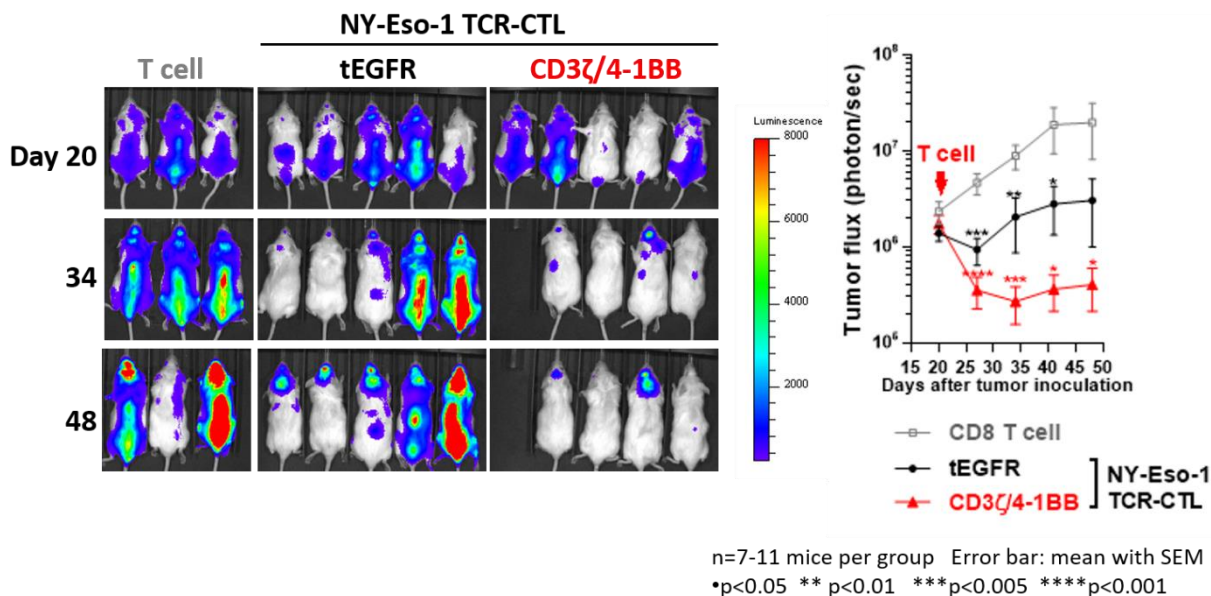 NY-Eso-1 TCR-CTL
T cell
tEGFR
CD3ζ/4-1BB
Day 20
34
48
Luminescence
8000
6000
4000
2000
Tumor flux (photon/sec)
10⁸
10⁷
10⁶
10⁶
T cell
***
**
*
****
***
*
*
15 20 25 30 35 40 45 50
Days after tumor inoculation
CD8 T cell
tEGFR
CD3ζ/4-1BB
NY-Eso-1
TCR-CTL
n=7-11 mice per group Error bar: mean with SEM
•p<0.05 ** p<0.01 ***p<0.005 ****p<0.001